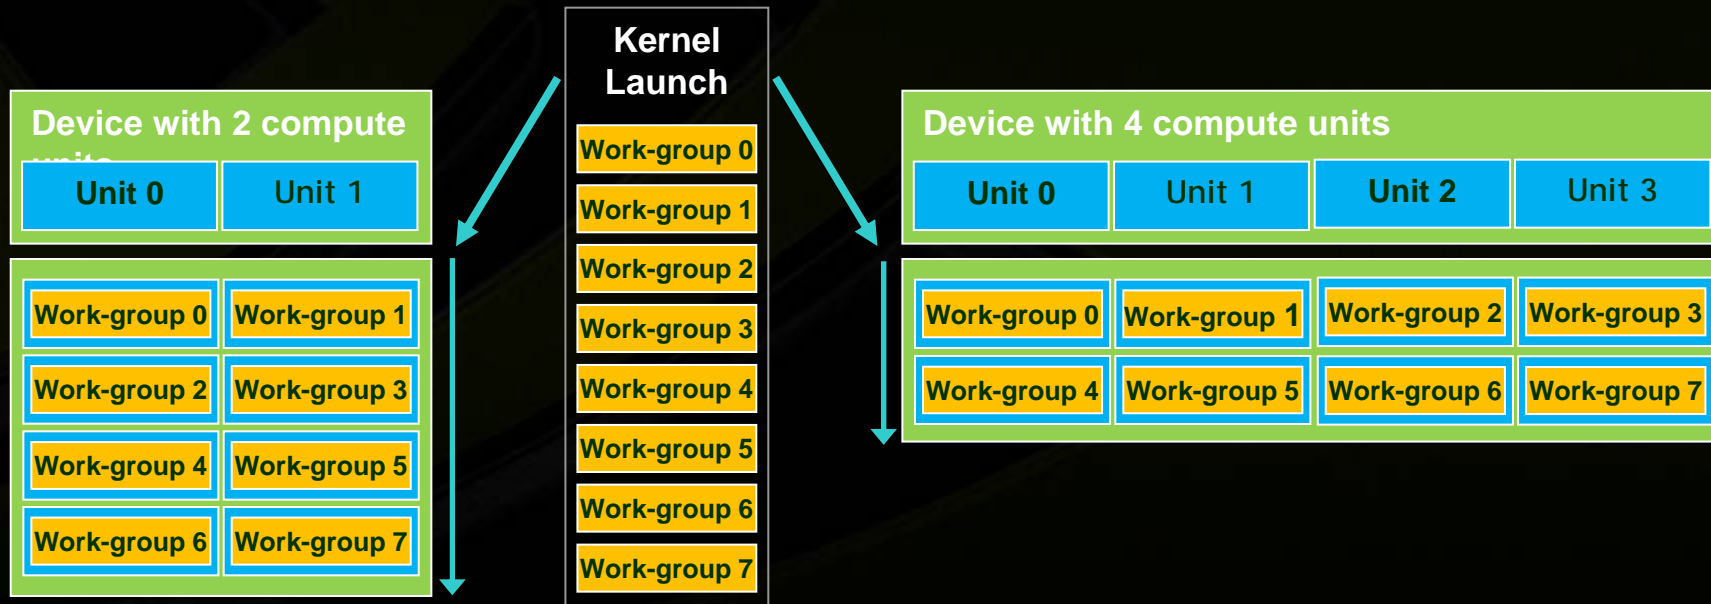 Kernel
Launch
Work-group 0
Work-group 1
Work-group 2
Work-group 3
Work-group 4
Work-group 5
Work-group 6
Work-group 7
Device with 2 compute
units
Unit 0
Unit 1
Work-group 0
Work-group 1
Work-group 2
Work-group 3
Work-group 4
Work-group 5
Work-group 6
Work-group 7
Device with 4 compute units
Unit 0
Unit 1
Unit 2
Unit 3
Work-group 0
Work-group 1
Work-group 2
Work-group 3
Work-group 4
Work-group 5
Work-group 6
Work-group 7